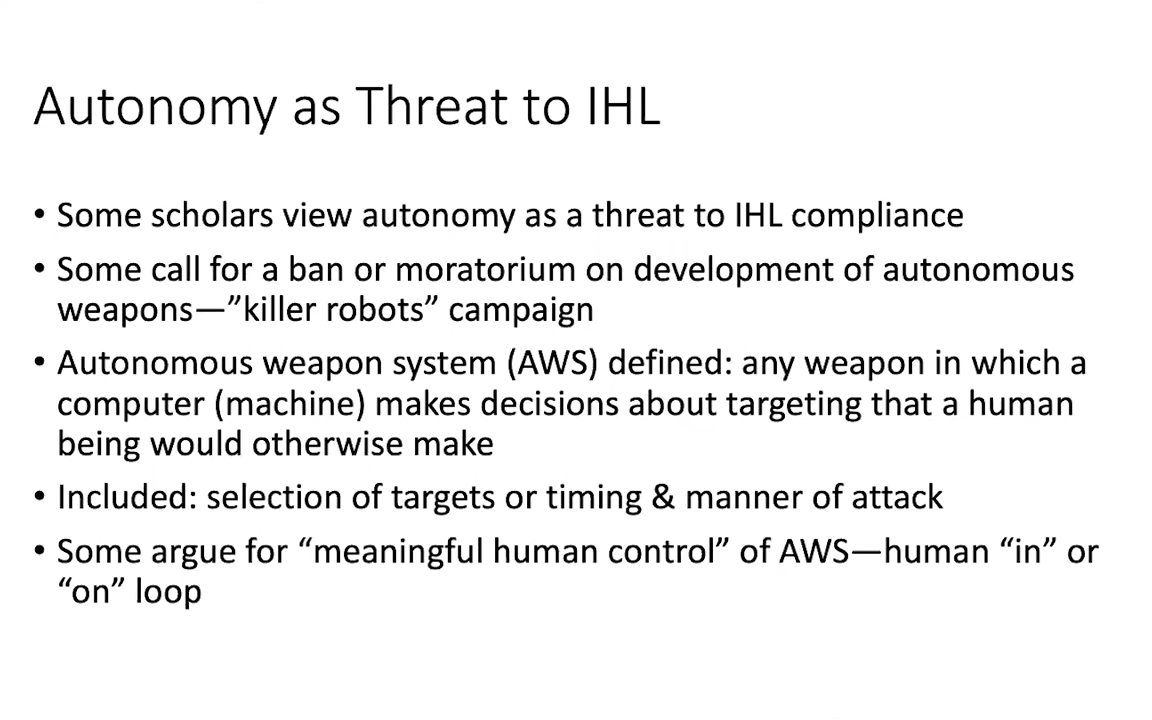 Autonomy as Threat to IHL
• Some scholars view autonomy as a threat to IHL compliance
• Some call for a ban or moratorium on development of autonomous
weapons—”killer robots” campaign
• Autonomous weapon system (AWS) defined: any weapon in which a
computer (machine) makes decisions about targeting that a human
being would otherwise make
• Included: selection of targets or timing & manner of attack
• Some argue for “meaningful human control” of AWS—human “in” or
“on” loop